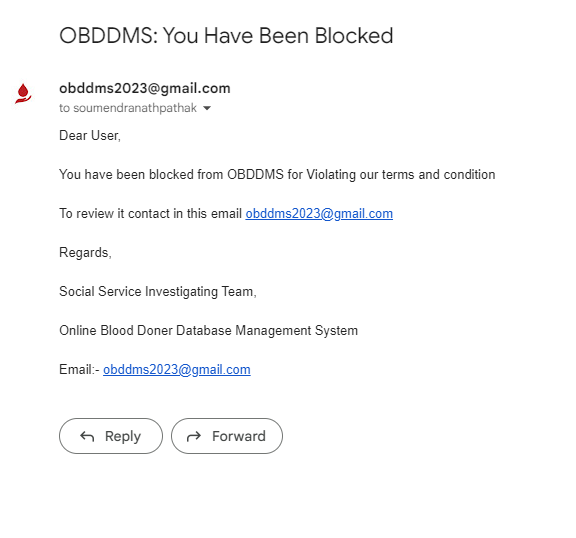 OBDDMS: You Have Been Blocked
obddms2023@gmail.com
to soumendranathpathak
Dear User,
You have been blocked from OBDDMS for Violating our terms and condition
To review it contact in this email obddms2023@gmail.com
Regards,
Social Service Investigating Team,
Online Blood Doner Database Management System
Email:- obddms2023@gmail.com
Reply Forward